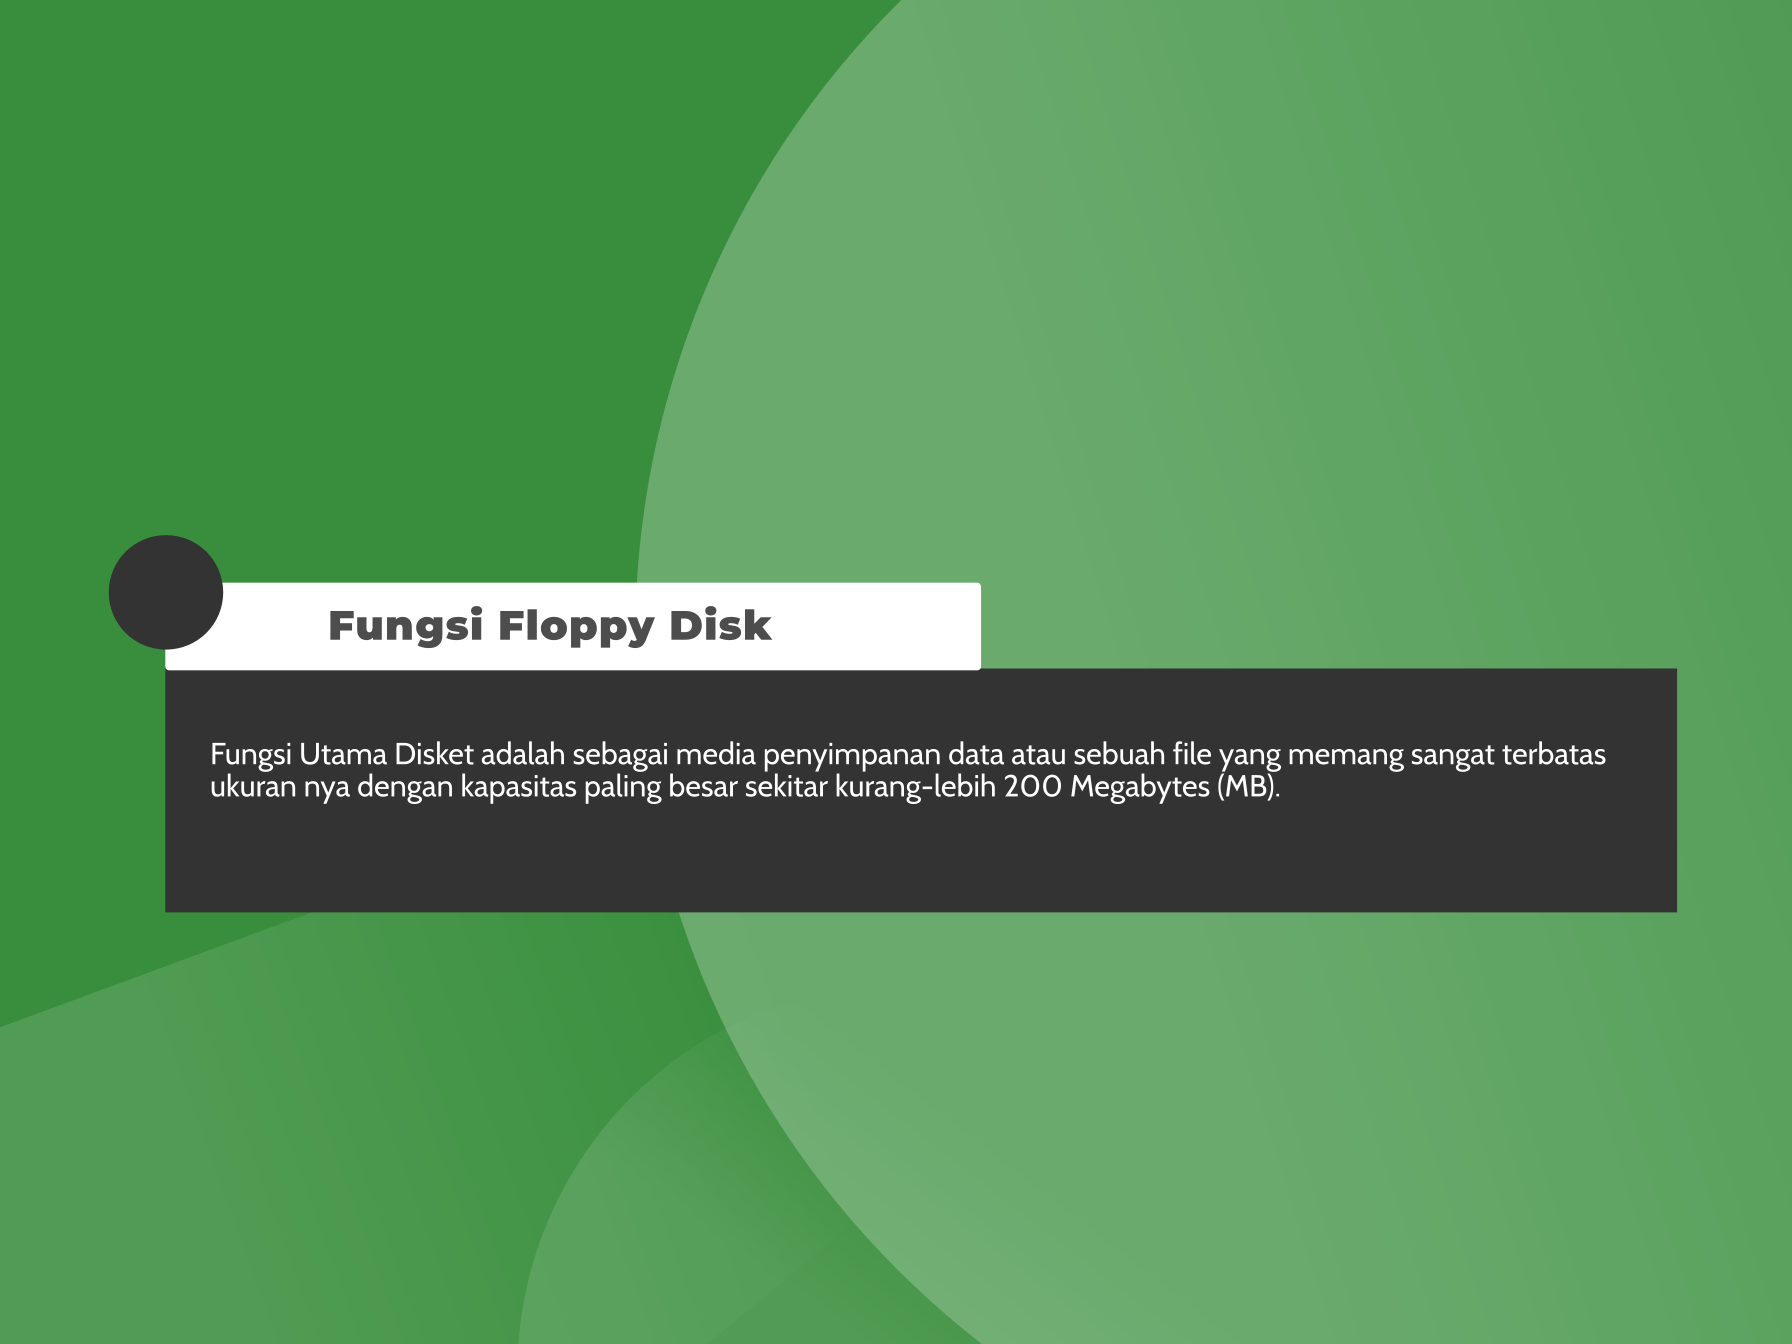 Fungsi Floppy Disk
Fungsi Utama Disket adalah sebagai media penyimpanan data atau sebuah file yang memang sangat terbatas
ukuran nya dengan kapasitas paling besar sekitar kurang-lebih 200 Megabytes (MB).